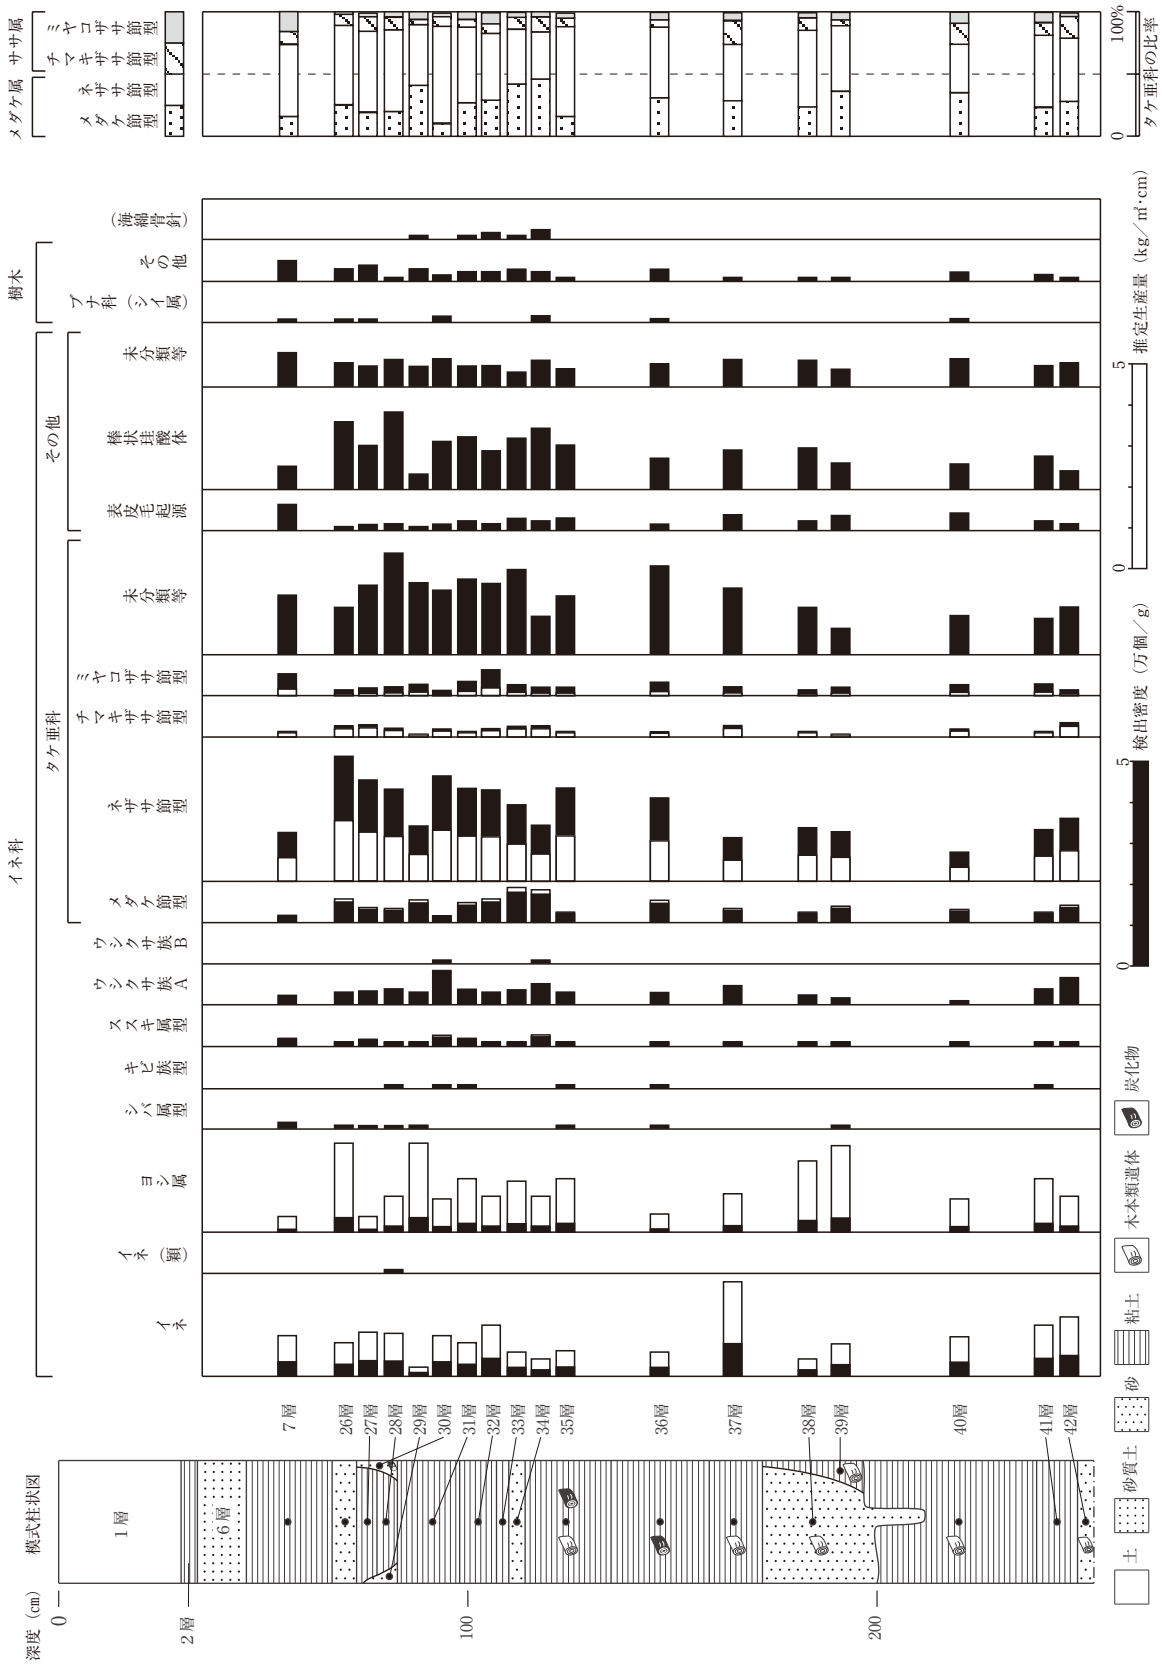 深度 (cm)
模式柱状図
0
100
200
1層
2層
6層
7層
26層
27層
28層
29層
30層
31層
32層
33層
34層
35層
36層
37層
38層
39層
40層
41層
42層
イネ科
イネ
イネ(穎)
ヨシ属
シバ属型
キビ族型
ススキ属型
ウシクサ族A
ウシクサ族B
タケ亜科
メダケ節型
ネザサ節型
チマキザサ節型
ミヤコザサ節型
未分類等
その他
表皮毛起源
棒状珪酸体
未分類等
樹木
ブナ科(シイ属)
その他
(海綿骨針)
メダケ属
ササ属
メダケ節型
ネザサ節型
チマキザサ節型
ミヤコザサ節型
0
100%
タケ亜科の比率
土
砂質土
砂
粘土
木本類遺体
炭化物
0
5
検出密度 (万個/g)
0
5
推定生産量 (kg/㎡·cm)